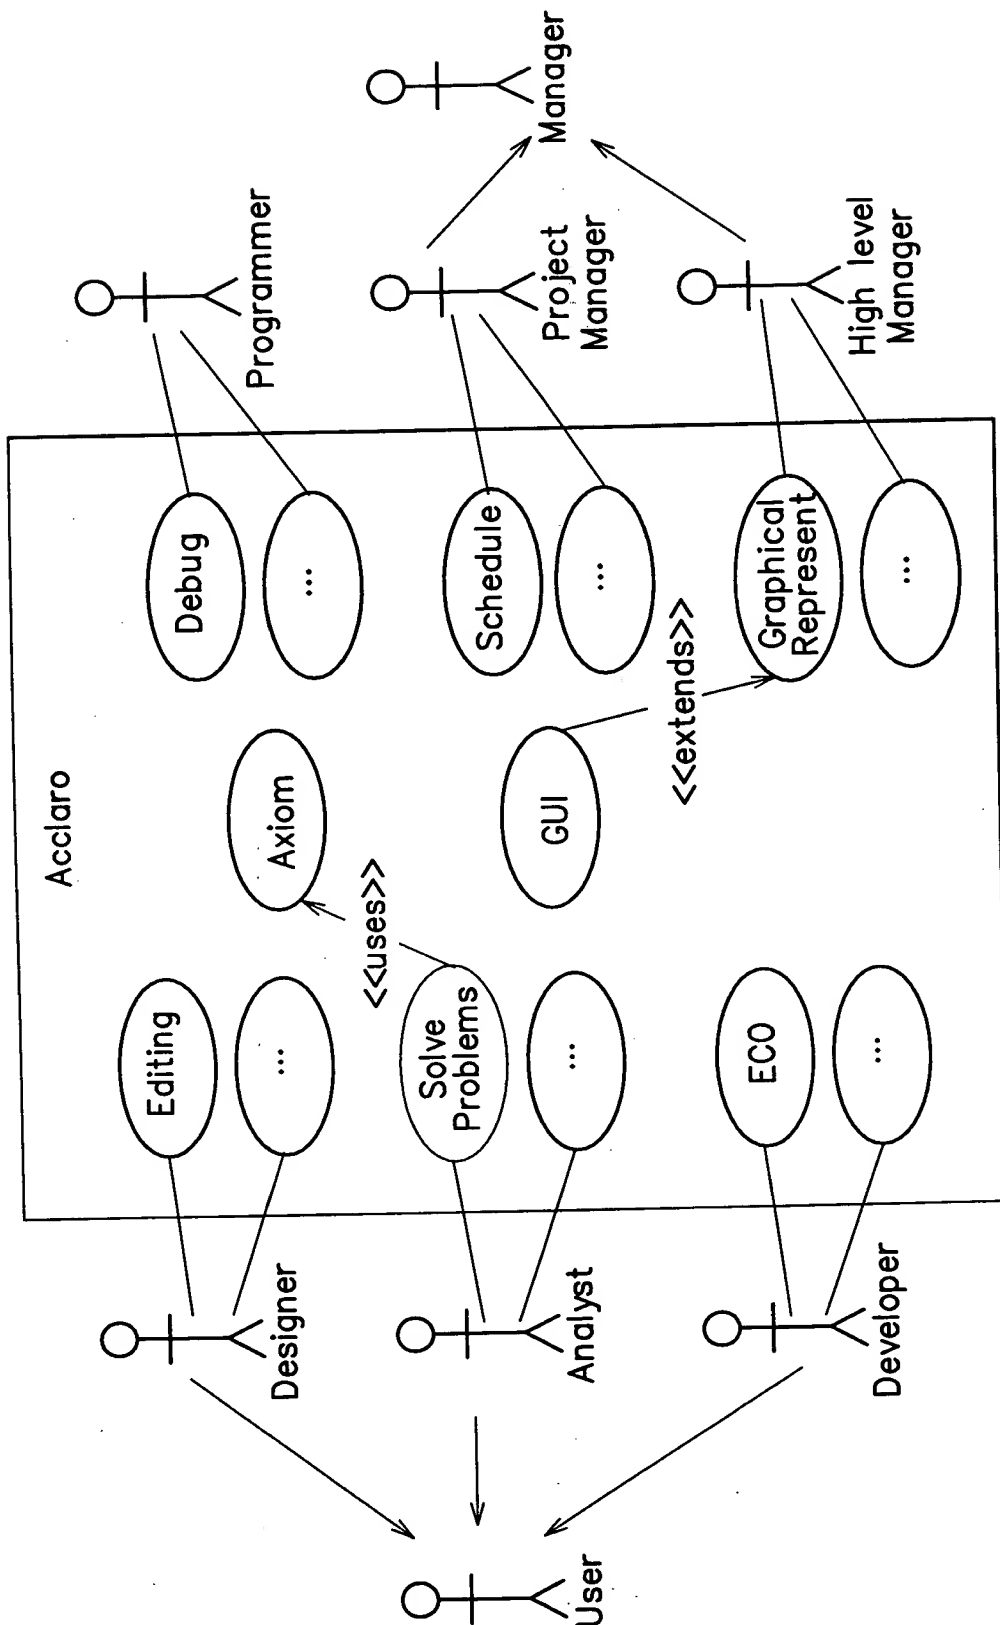 Acclaro
User
Designer
Analyst
Developer
Editing
...
Solve
Problems
...
ECO
...
<<uses>>
Axiom
GUI
<<extends>>
Debug
...
Schedule
...
Graphical
Represent
...
Programmer
Project
Manager
High level
Manager
Manager